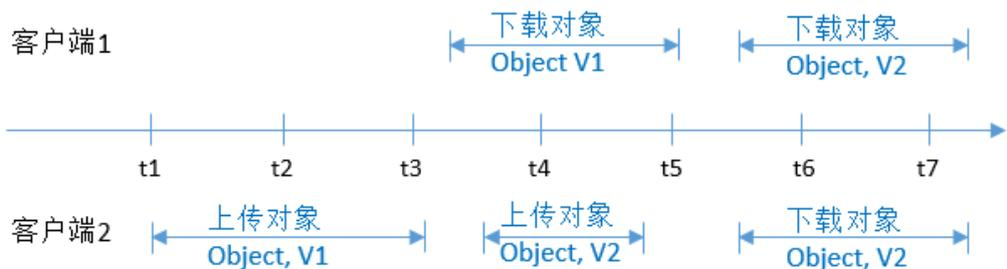 客户端1
下载对象
Object V1
下载对象
Object, V2
t1 t2 t3 t4 t5 t6 t7
客户端2
上传对象
Object, V1
上传对象
Object, V2
下载对象
Object, V2